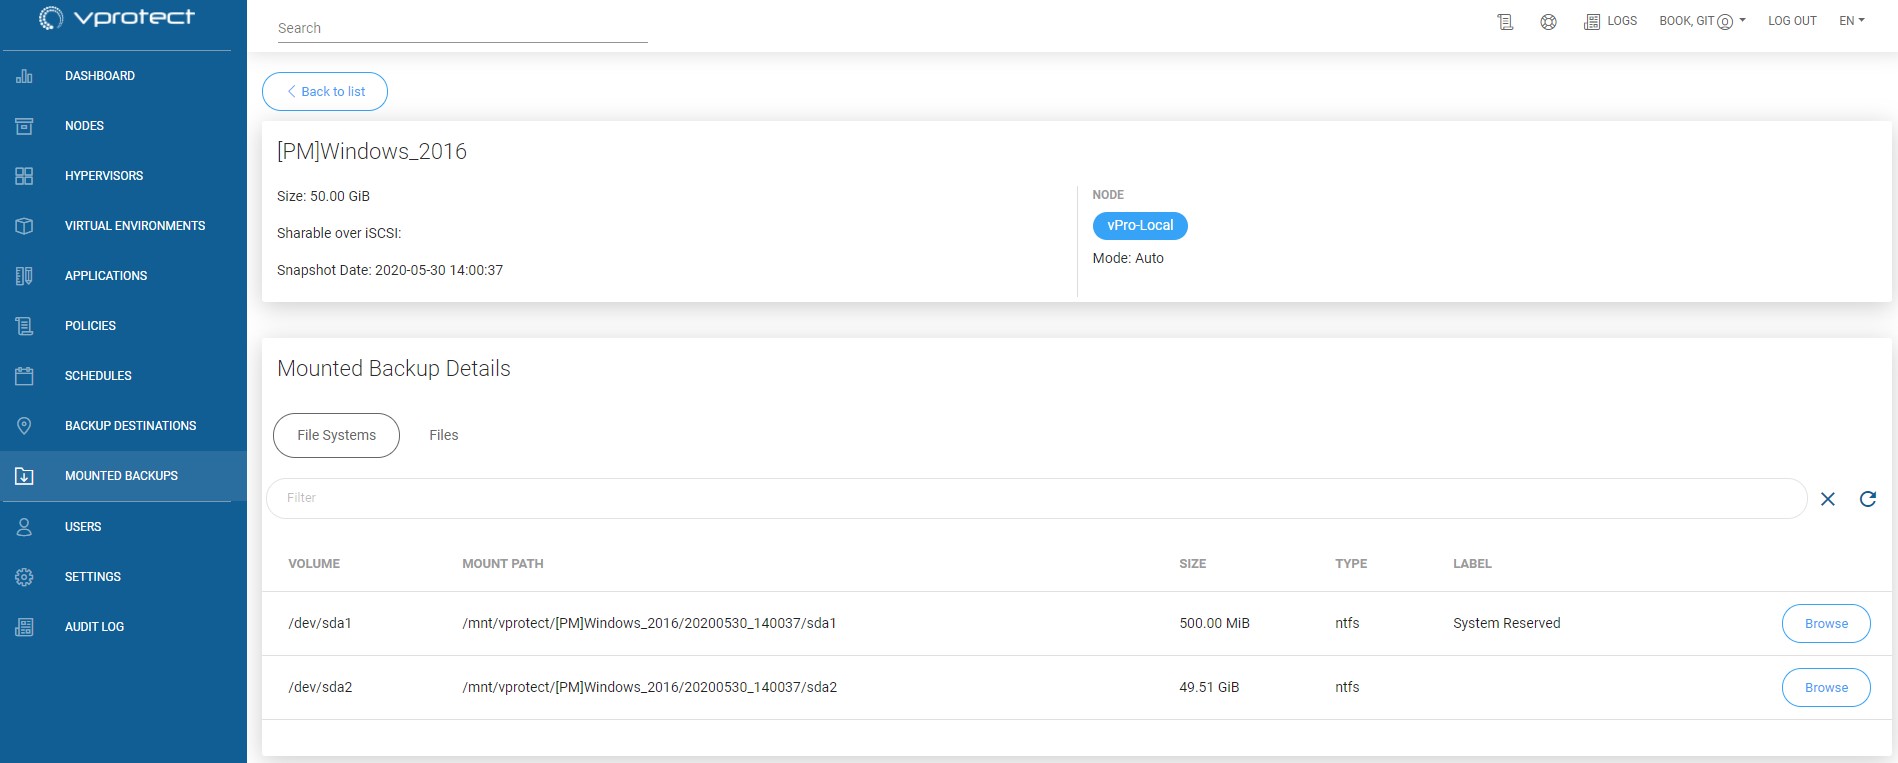 vprotect
Search
LOGS
BOOK, GIT
LOG OUT
EN
DASHBOARD
NODES
HYPERVISORS
VIRTUAL ENVIRONMENTS
APPLICATIONS
POLICIES
SCHEDULES
BACKUP DESTINATIONS
MOUNTED BACKUPS
USERS
SETTINGS
AUDIT LOG
Back to list
[PM]Windows_2016
Size: 50.00 GiB
Sharable over iSCSI:
Snapshot Date: 2020-05-30 14:00:37
NODE
vPro-Local
Mode: Auto
Mounted Backup Details
File Systems Files
Filter
VOLUME MOUNT PATH SIZE TYPE LABEL
/dev/sda1 /mnt/vprotect/[PM]Windows_2016/20200530_140037/sda1 500.00 MiB ntfs System Reserved Browse
/dev/sda2 /mnt/vprotect/[PM]Windows_2016/20200530_140037/sda2 49.51 GiB ntfs Browse